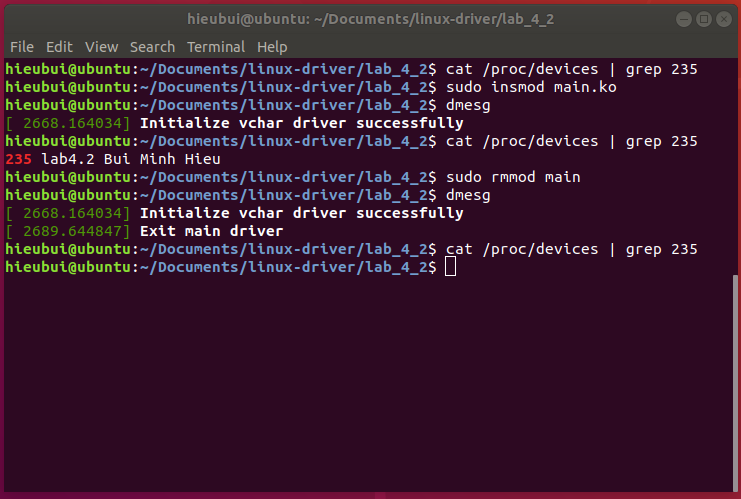 hieubui@ubuntu: ~/Documents/linux-driver/lab_4_2
File Edit View Search Terminal Help
hieubui@ubuntu:~/Documents/linux-driver/lab_4_2$ cat /proc/devices | grep 235
hieubui@ubuntu:~/Documents/linux-driver/lab_4_2$ sudo insmod main.ko
hieubui@ubuntu:~/Documents/linux-driver/lab_4_2$ dmesg
[ 2668.164034] Initialize vchar driver successfully
hieubui@ubuntu:~/Documents/linux-driver/lab_4_2$ cat /proc/devices | grep 235
235 lab4.2 Bui Minh Hieu
hieubui@ubuntu:~/Documents/linux-driver/lab_4_2$ sudo rmmod main
hieubui@ubuntu:~/Documents/linux-driver/lab_4_2$ dmesg
[ 2668.164034] Initialize vchar driver successfully
[ 2689.644847] Exit main driver
hieubui@ubuntu:~/Documents/linux-driver/lab_4_2$ cat /proc/devices | grep 235
hieubui@ubuntu:~/Documents/linux-driver/lab_4_2$